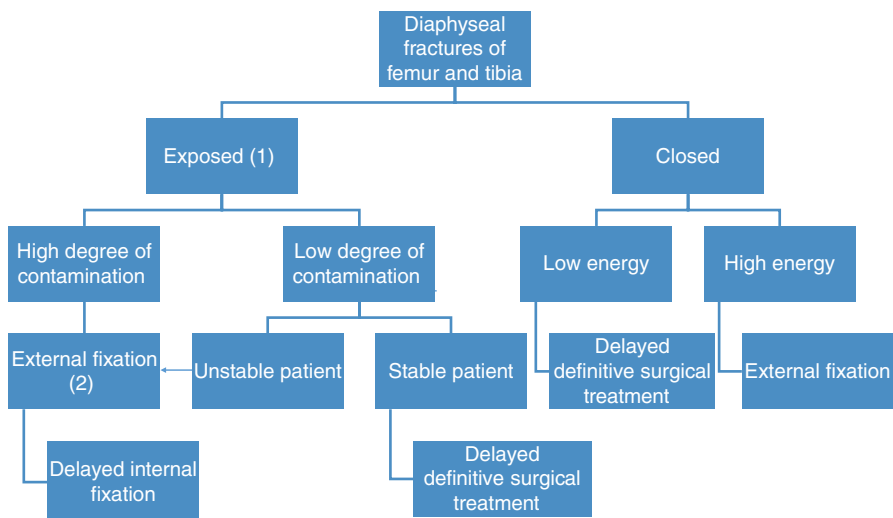 Diaphyseal
fractures of
femur and tibia
Exposed (1)
Closed
High degree of
contamination
Low degree of
contamination
Low energy
High energy
External fixation
(2)
Unstable patient
Stable patient
Delayed
definitive surgical
treatment
External fixation
Delayed internal
fixation
Delayed
definitive surgical
treatment